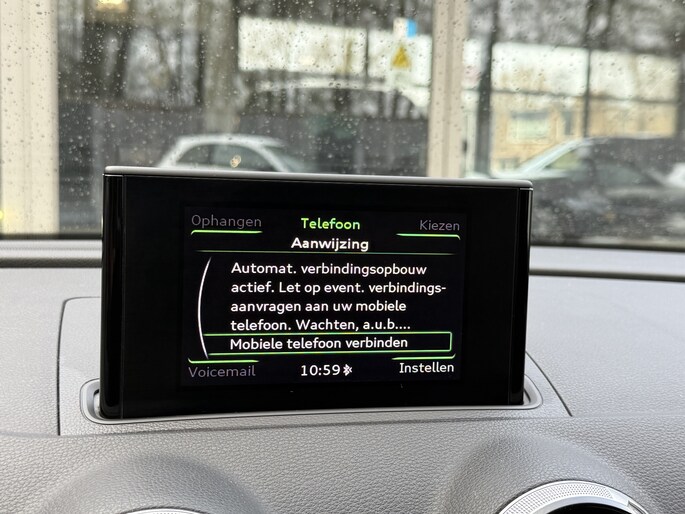 Ophangen Telefoon Kiezen
Aanwijzing
Automat. verbindingsopbouw
actief. Let op event. verbindings-
aanvragen aan uw mobiele
telefoon. Wachten, a.u.b....
Mobiele telefoon verbinden
Voicemail 10:59 Instellen